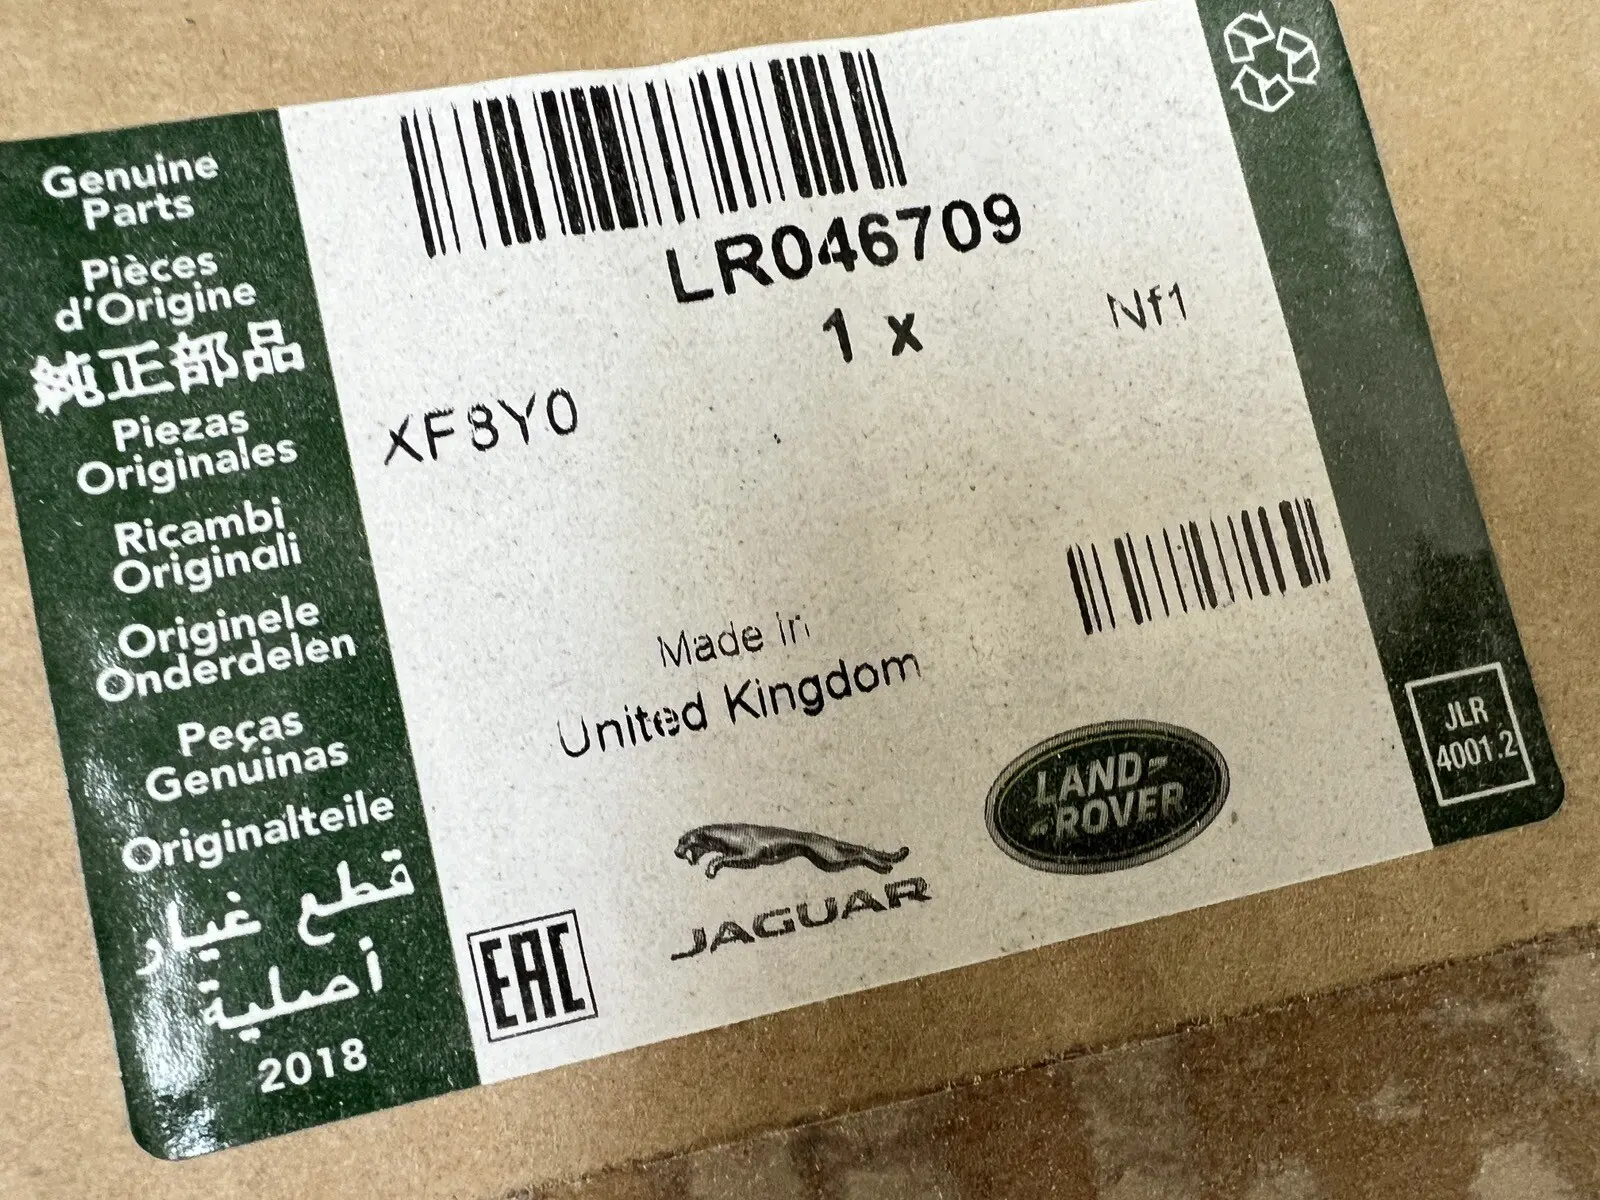 Genuine
Parts
Pièces
d'Origine
純正部品
Piezas
Originales
Ricambi
Originali
Originele
Onderdelen
Peças
Genuinas
Originalteile
قطع غيار
أصلية
2018
LR046709
1 x
Nf1
XF8Y0
Made in
United Kingdom
JAGUAR
LAND-
-ROVER
EAC
JLR
4001.2